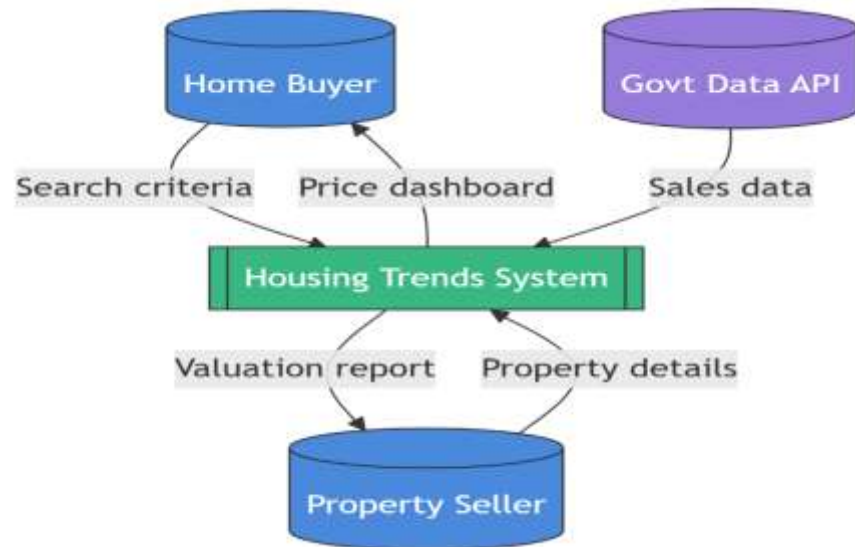 Home Buyer
Govt Data API
Search criteria
Price dashboard
Sales data
Housing Trends System
Valuation report
Property details
Property Seller